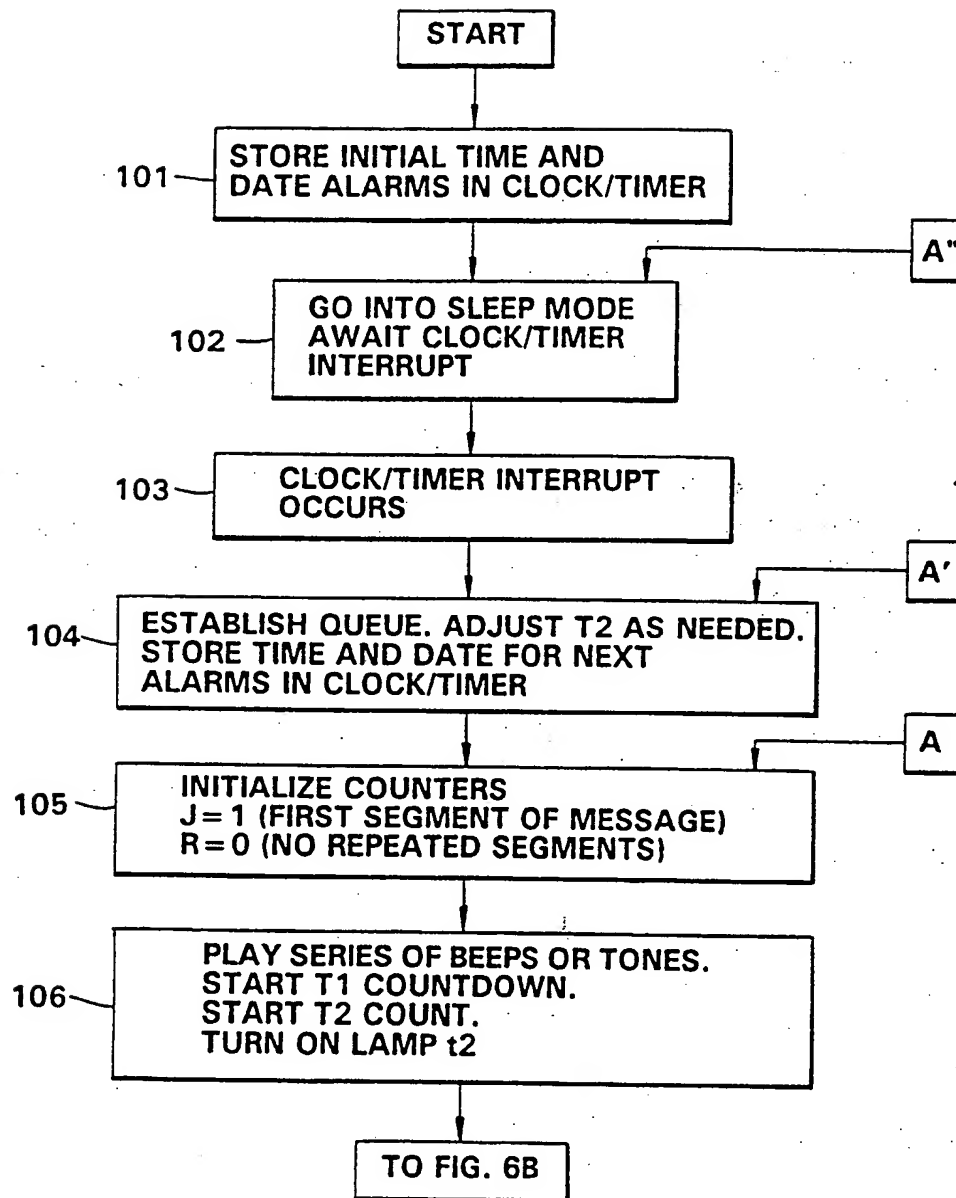 START
101
STORE INITIAL TIME AND
DATE ALARMS IN CLOCK/TIMER
A"
102
GO INTO SLEEP MODE
AWAIT CLOCK/TIMER
INTERRUPT
103
CLOCK/TIMER INTERRUPT
OCCURS
A'
104
ESTABLISH QUEUE. ADJUST T2 AS NEEDED.
STORE TIME AND DATE FOR NEXT
ALARMS IN CLOCK/TIMER
A
105
INITIALIZE COUNTERS
J=1 (FIRST SEGMENT OF MESSAGE)
R=0 (NO REPEATED SEGMENTS)
106
PLAY SERIES OF BEEPS OR TONES.
START T1 COUNTDOWN.
START T2 COUNT.
TURN ON LAMP t2
TO FIG. 6B